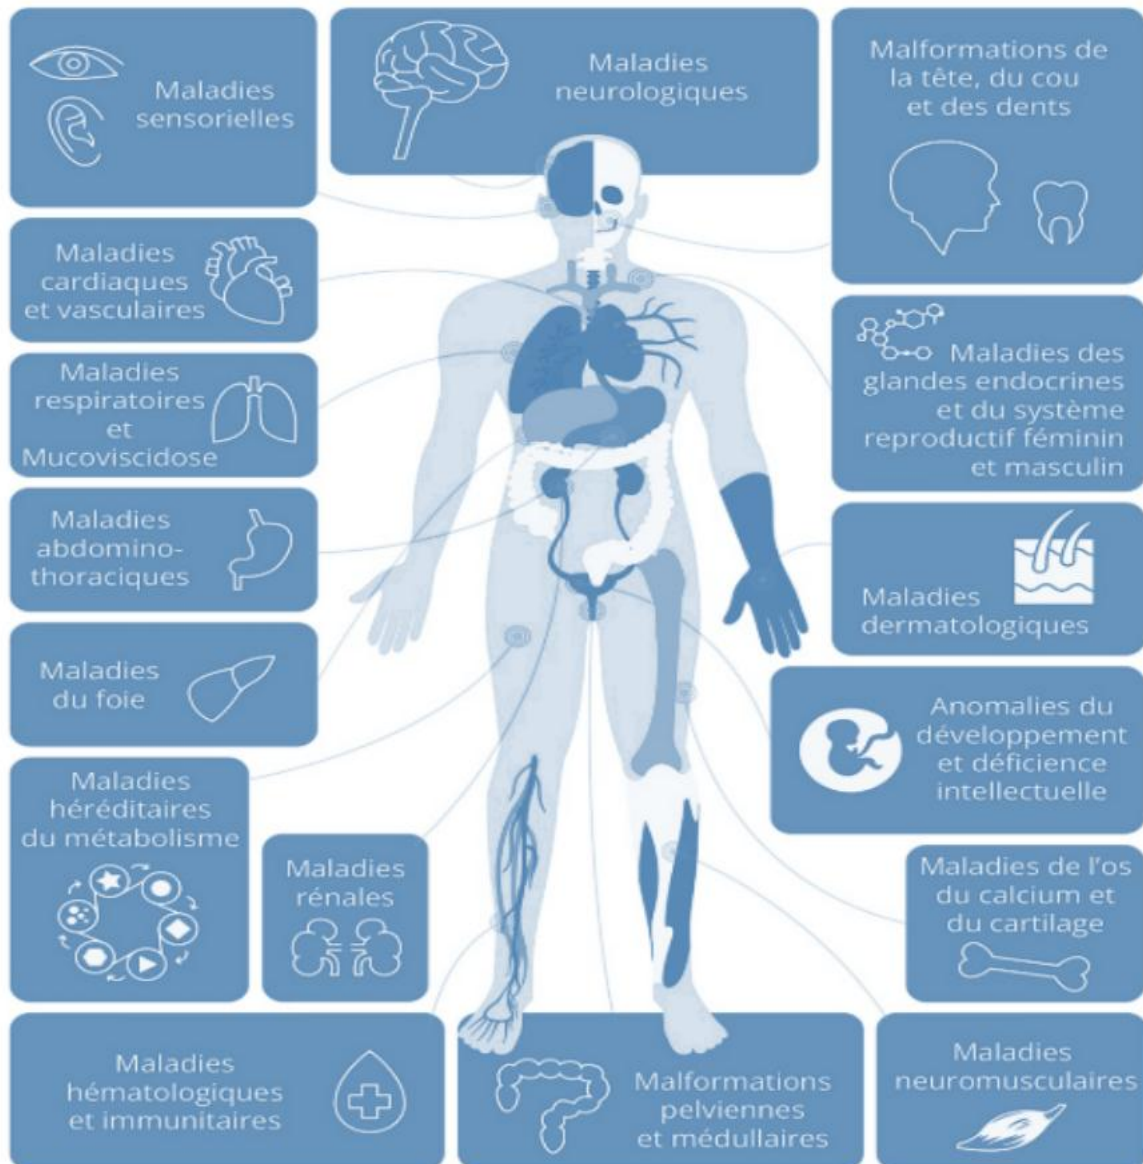 Maladies
sensorielles
Maladies
neurologiques
Malformations de
la tête, du cou
et des dents
Maladies
cardiaques
et vasculaires
Maladies
respiratoires
et
Mucoviscidose
Maladies des
glandes endocrines
et du système
reproductif féminin
et masculin
Maladies
abdomino-
thoraciques
Maladies
dermatologiques
Maladies
du foie
Anomalies du
développement
et déficience
intellectuelle
Maladies
héréditaires
du métabolisme
Maladies
rénales
Maladies de l'os
du calcium et
du cartilage
Maladies
hématologiques
et immunitaires
Malformations
pelviennes
et médullaires
Maladies
neuromusculaires